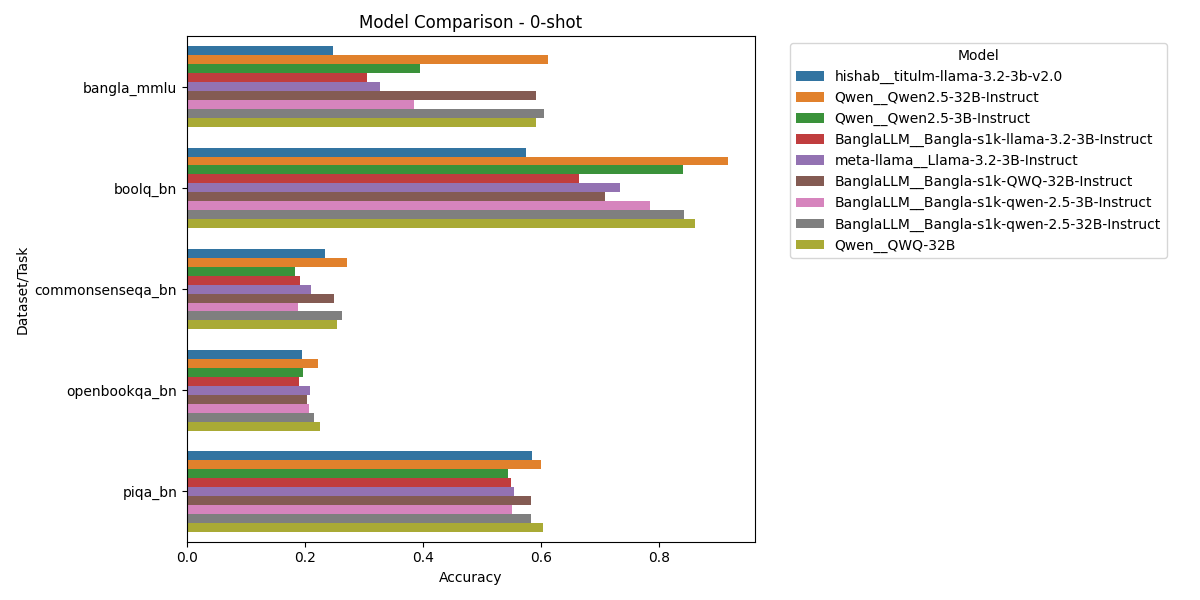 Model Comparison - 0-shot
Dataset/Task
bangla_mmlu
boolq_bn
commonsenseqa_bn
openbookqa_bn
piqa_bn
0.0 0.2 0.4 0.6 0.8
Accuracy
Model
hishab__titulm-llama-3.2-3b-v2.0
Qwen__Qwen2.5-32B-Instruct
Qwen__Qwen2.5-3B-Instruct
BanglaLLM__Bangla-s1k-llama-3.2-3B-Instruct
meta-llama__Llama-3.2-3B-Instruct
BanglaLLM__Bangla-s1k-QWQ-32B-Instruct
BanglaLLM__Bangla-s1k-qwen-2.5-3B-Instruct
BanglaLLM__Bangla-s1k-qwen-2.5-32B-Instruct
Qwen__QWQ-32B